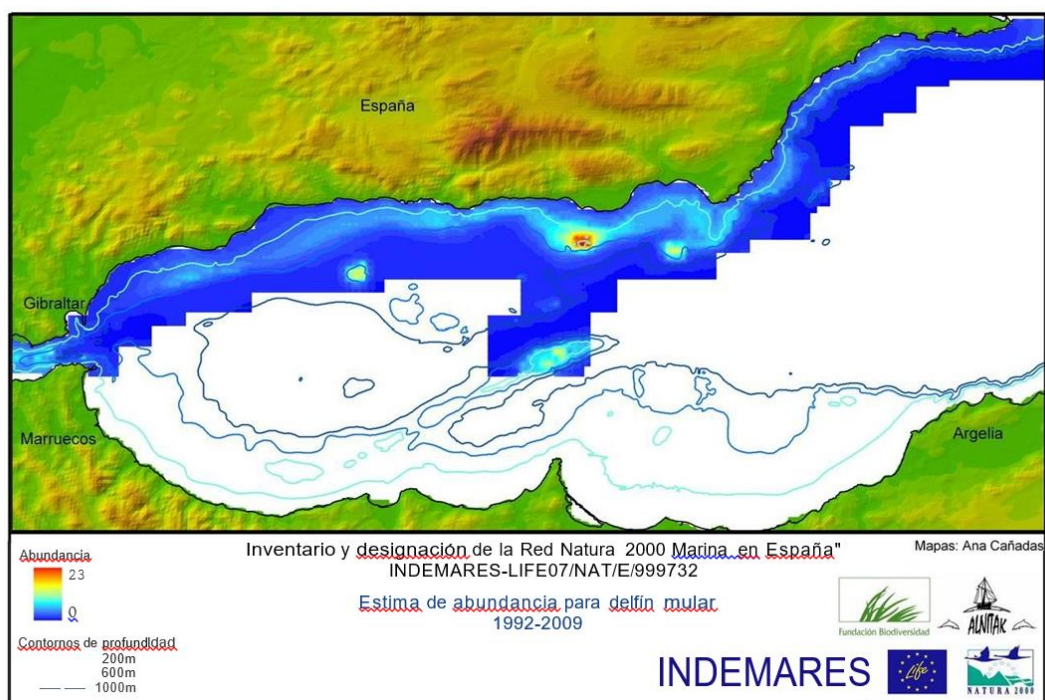 España
Gibraltar
Marruecos
Argelia
Abundancia
23
0
Contornos de profundidad
200m
600m
1000m
Inventario y designación de la Red Natura 2000 Marina en España"
INDEMARES-LIFE07/NAT/E/999732
Estima de abundancia para delfín mular
1992-2009
Mapas: Ana Cañadas
Fundación Biodiversidad
ALNITAK
INDEMARES
Life
NATURA 2000